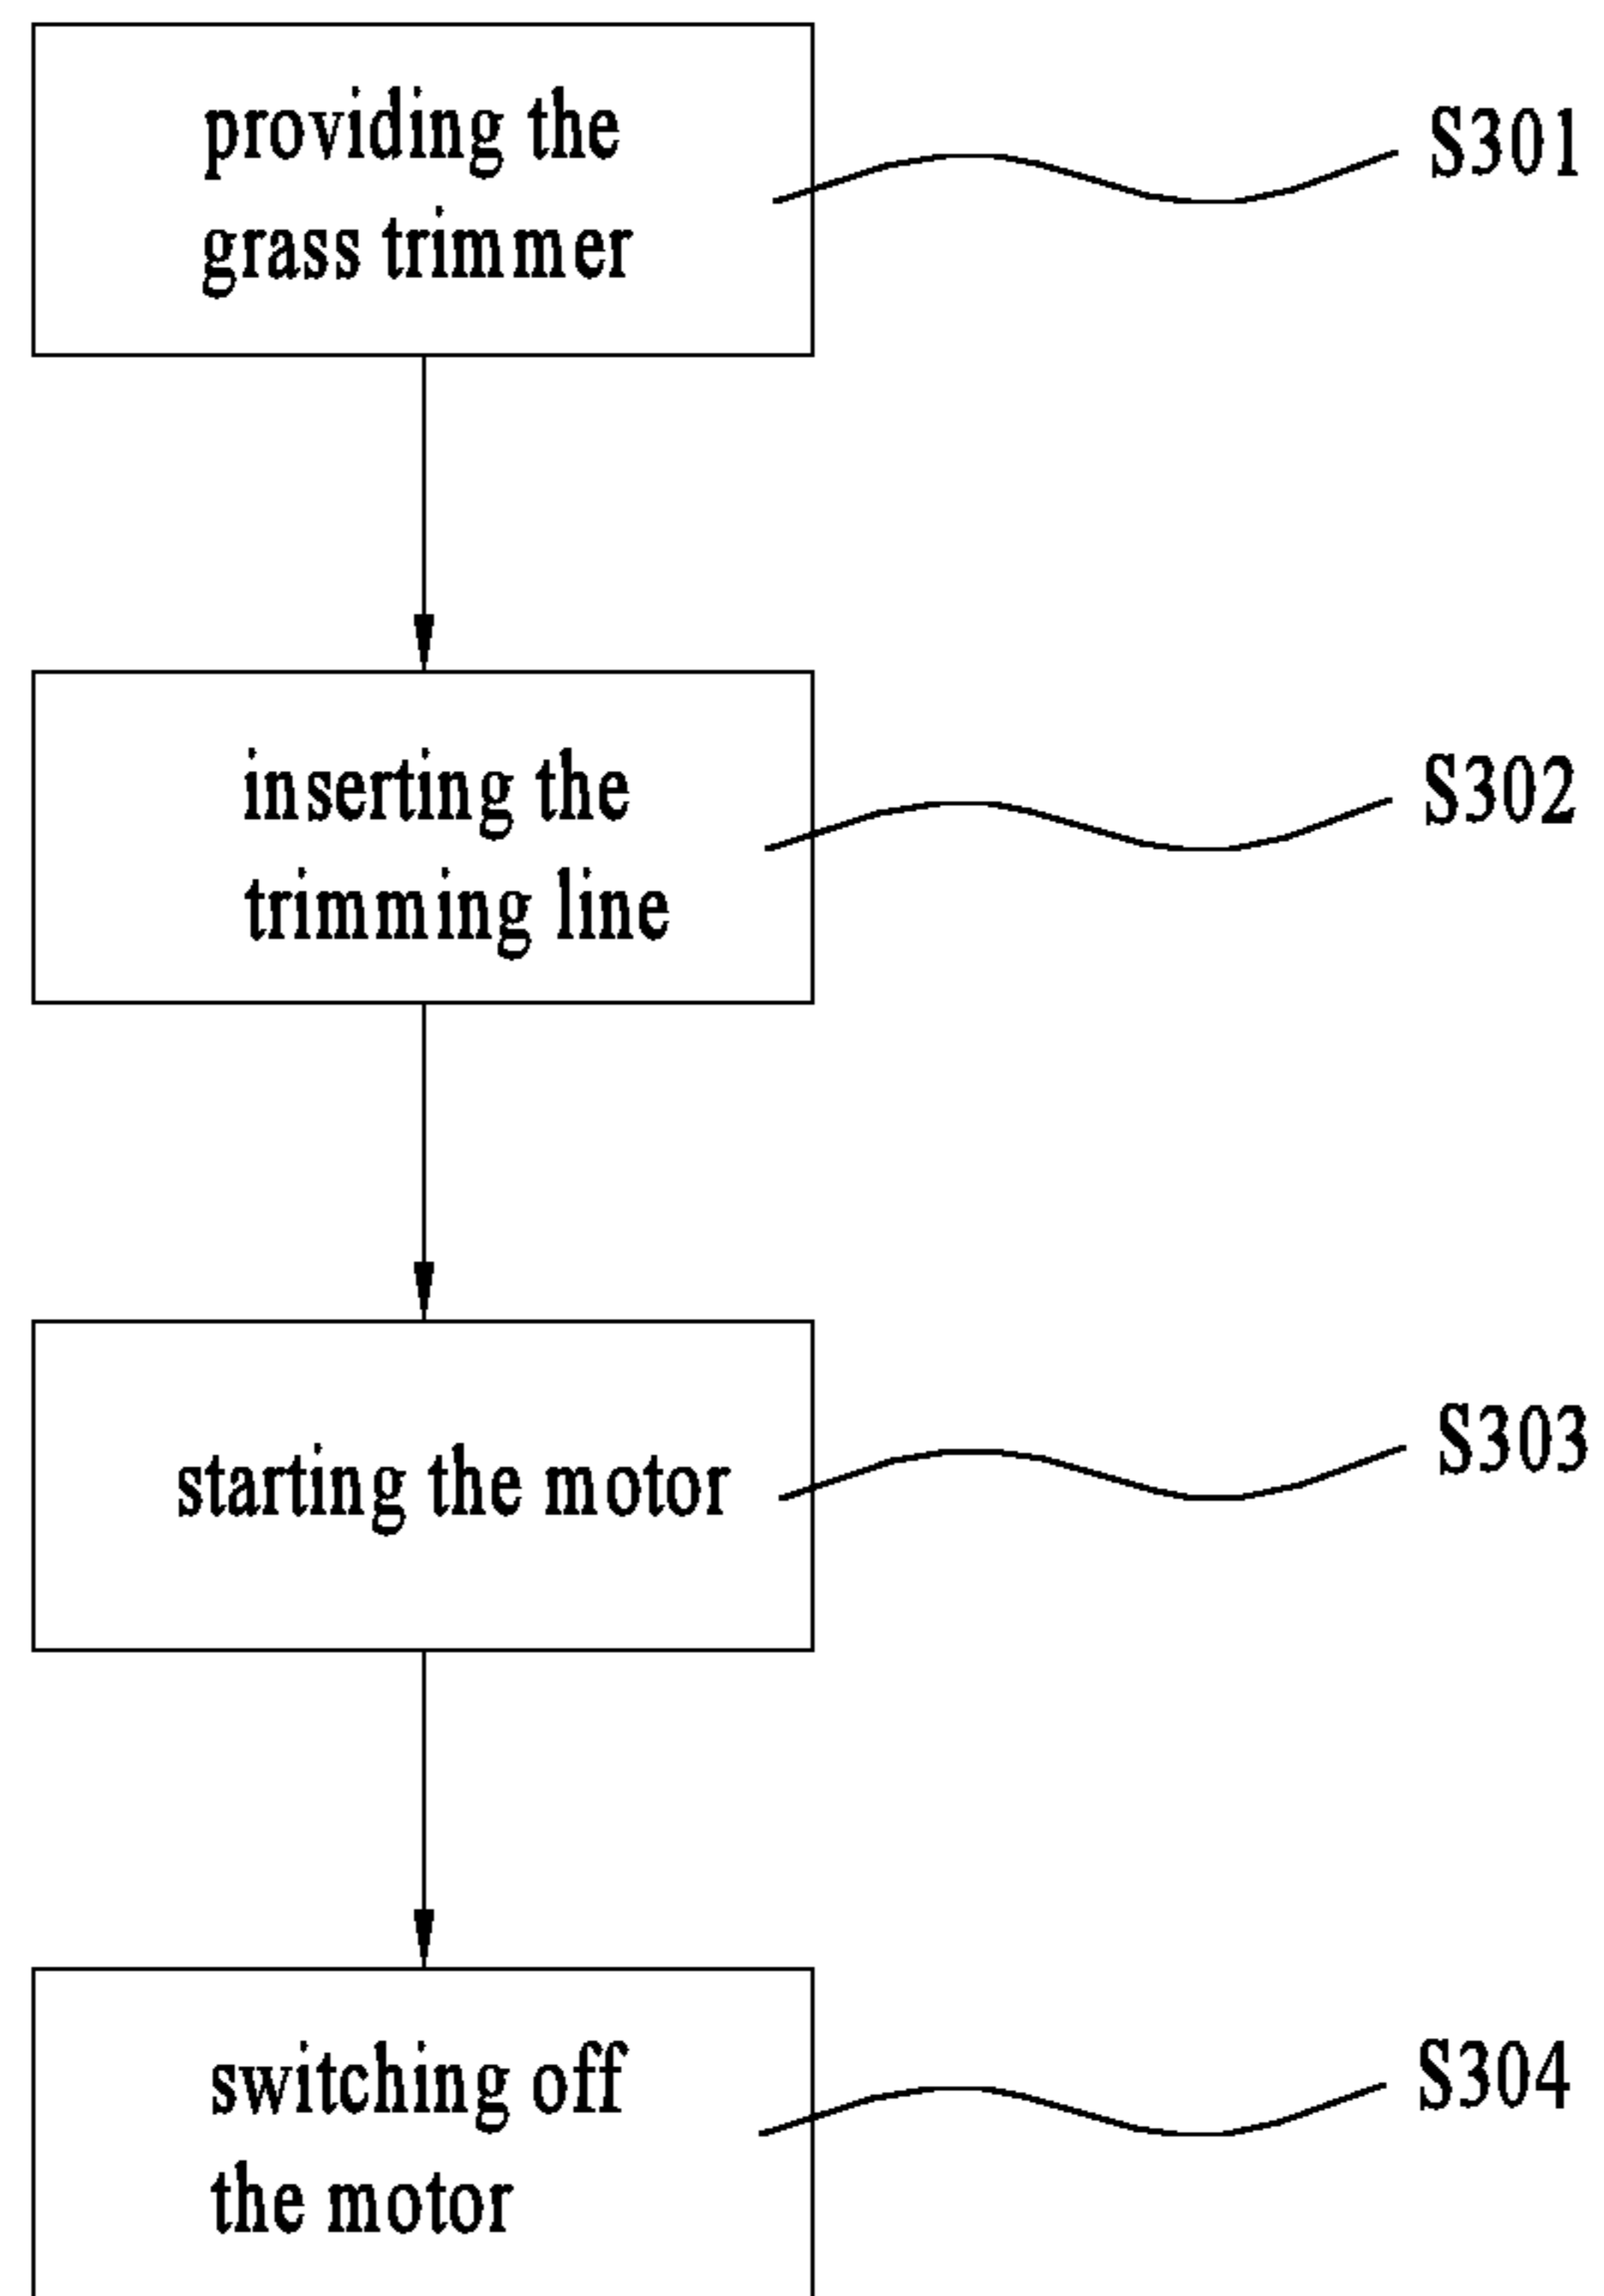 providing the
grass trimmer
S301
inserting the
trimming line
S302
starting the motor
S303
switching off
the motor
S304